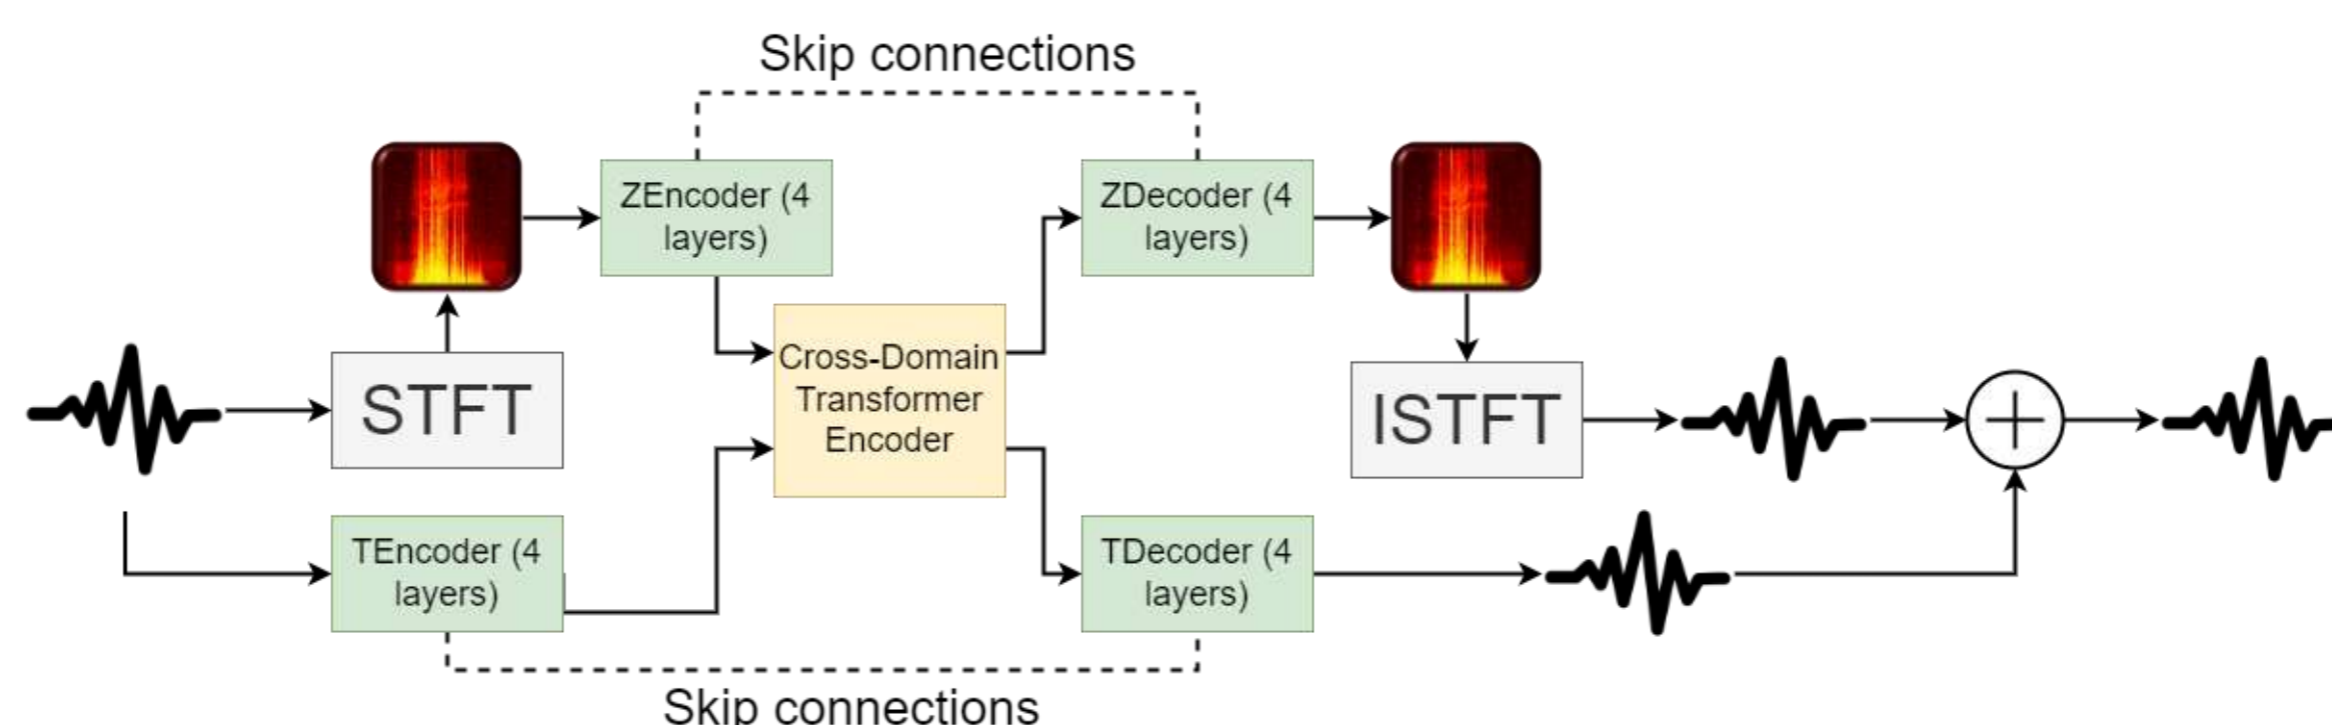 Skip connections
ZEncoder (4
layers)
ZDecoder (4
layers)
Cross-Domain
Transformer
Encoder
STFT
ISTFT
TEncoder (4
layers)
TDecoder (4
layers)
Skip connections